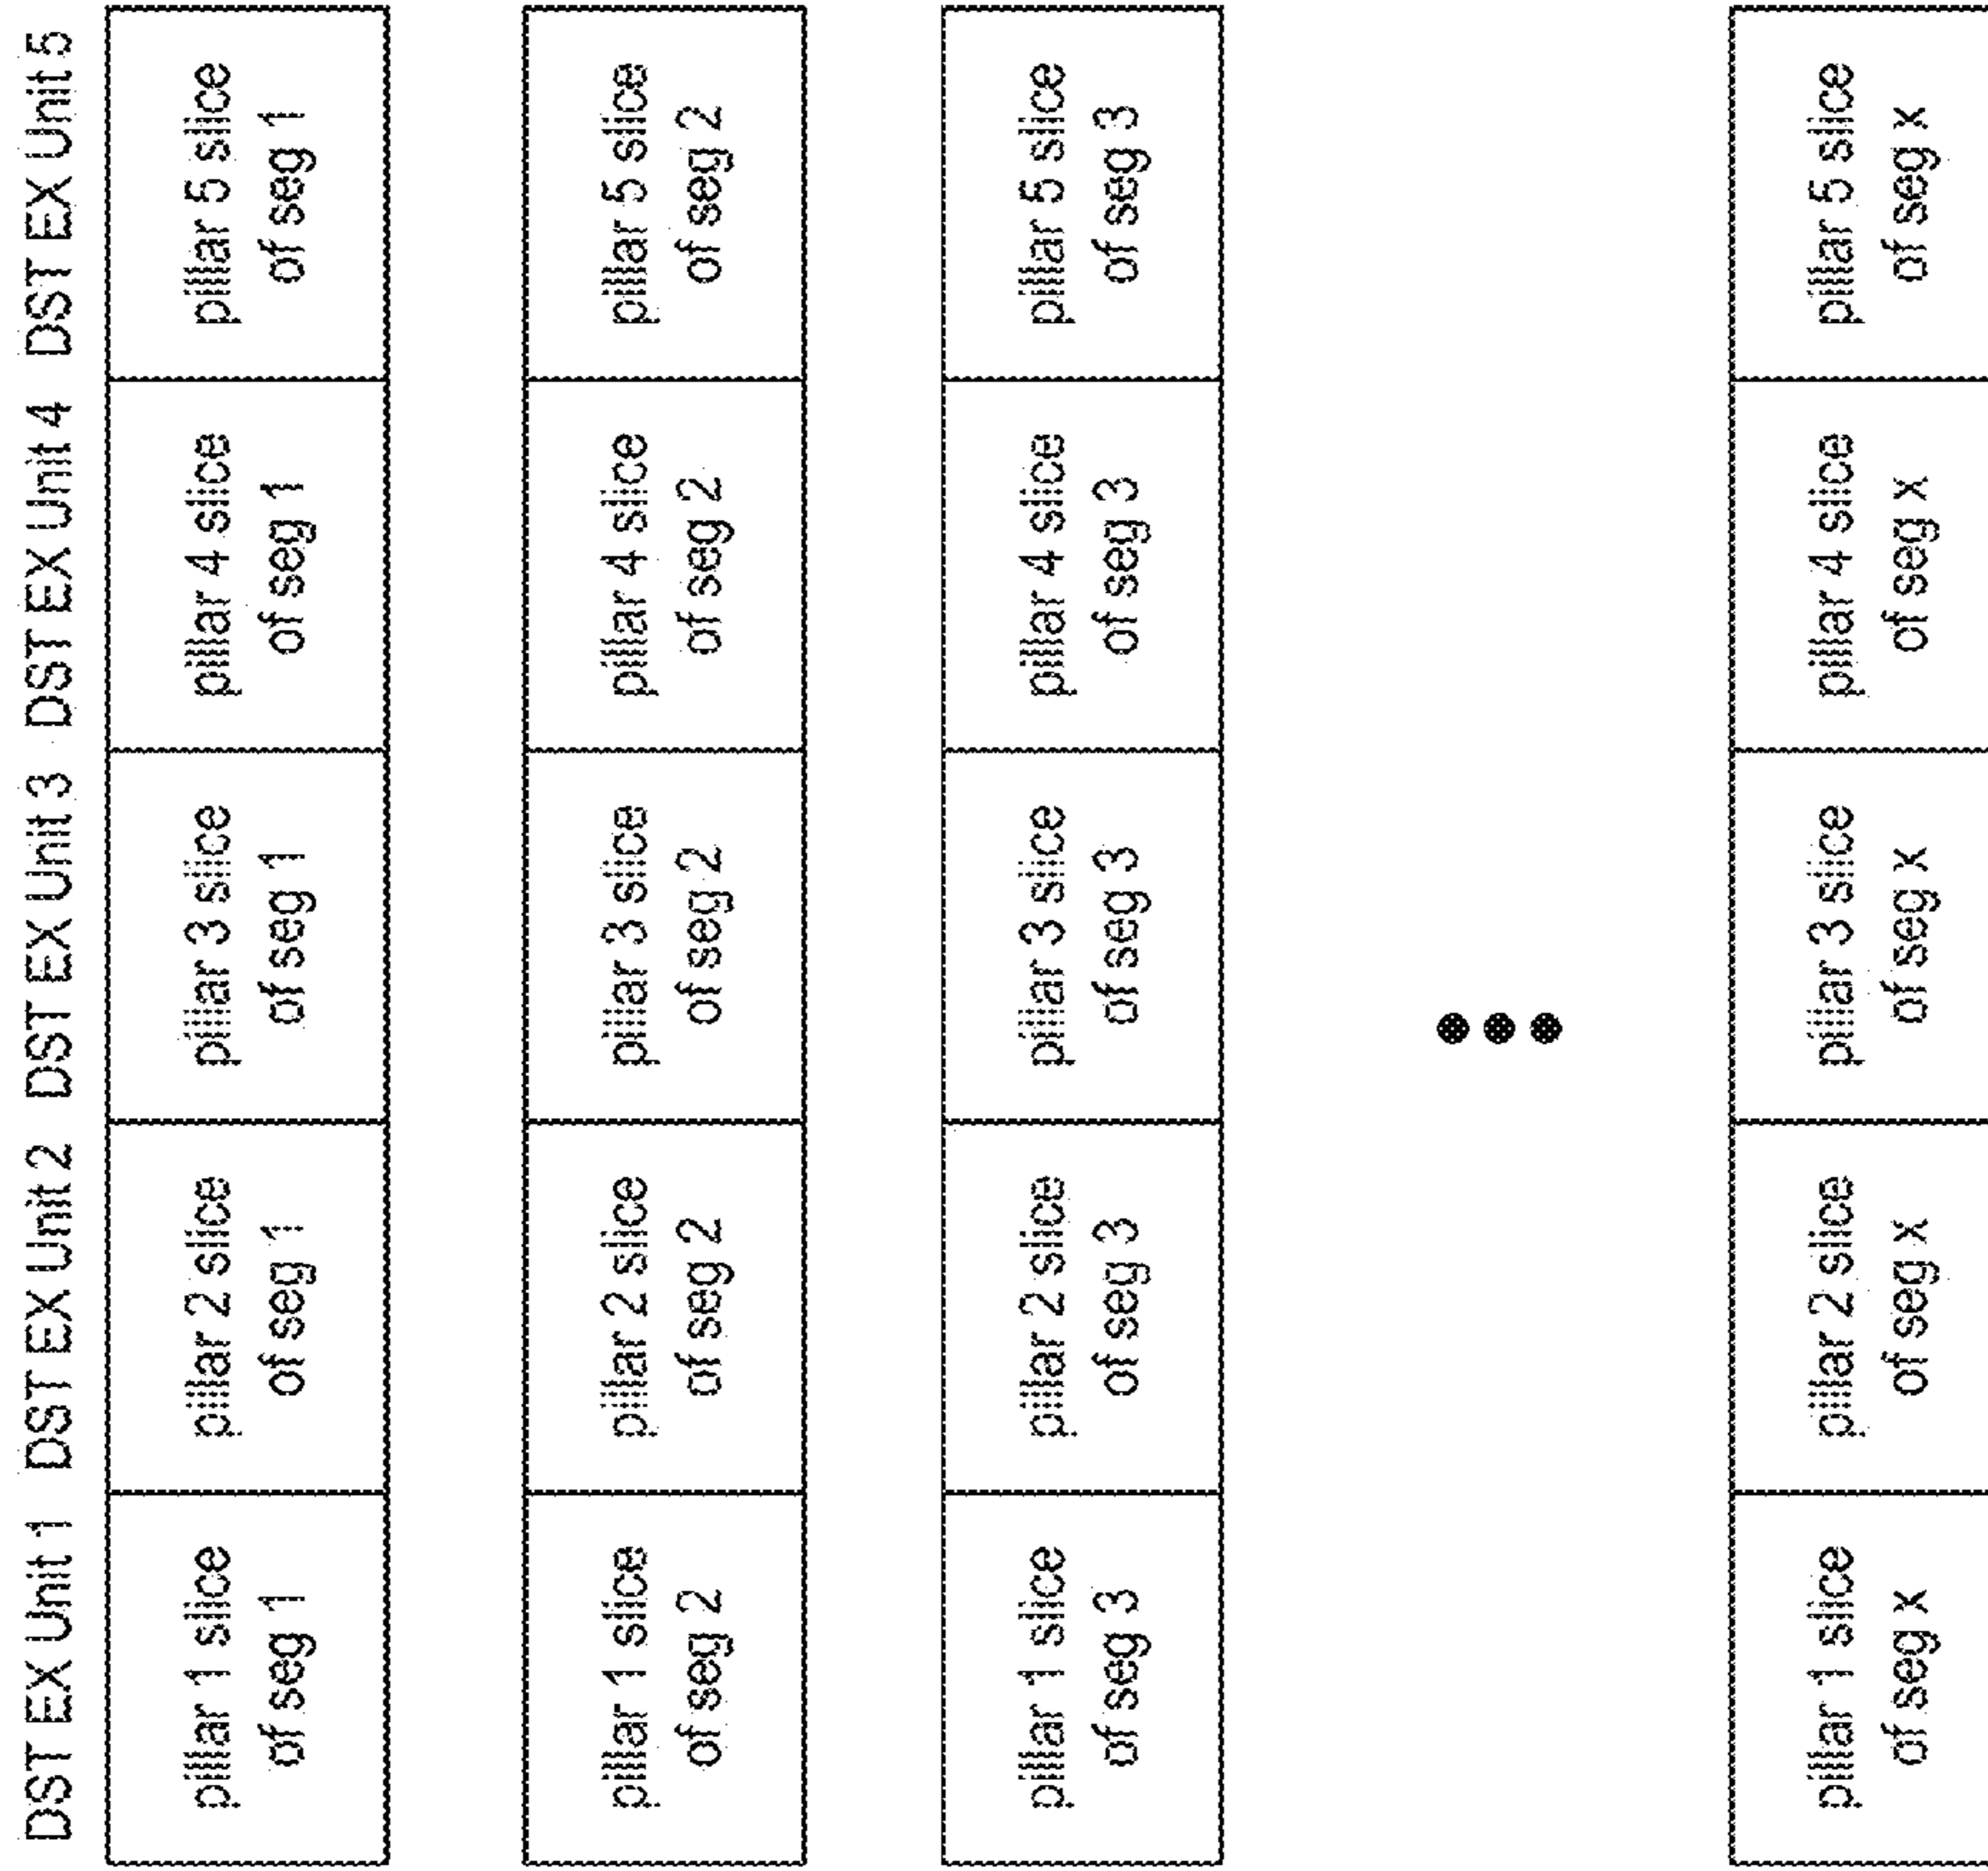 DST EX Unit 1 DST EX Unit 2 DST EX Unit 3 DST EX Unit 4 DST EX Unit 5
pillar 1 slice
of seg 1
pillar 2 slice
of seg 1
pillar 3 slice
of seg 1
pillar 4 slice
of seg 1
pillar 5 slice
of seg 1
pillar 1 slice
of seg 2
pillar 2 slice
of seg 2
pillar 3 slice
of seg 2
pillar 4 slice
of seg 2
pillar 5 slice
of seg 2
pillar 1 slice
of seg 3
pillar 2 slice
of seg 3
pillar 3 slice
of seg 3
pillar 4 slice
of seg 3
pillar 5 slice
of seg 3
pillar 1 slice
of seg x
pillar 2 slice
of seg x
pillar 3 slice
of seg x
pillar 4 slice
of seg x
pillar 5 slice
of seg x